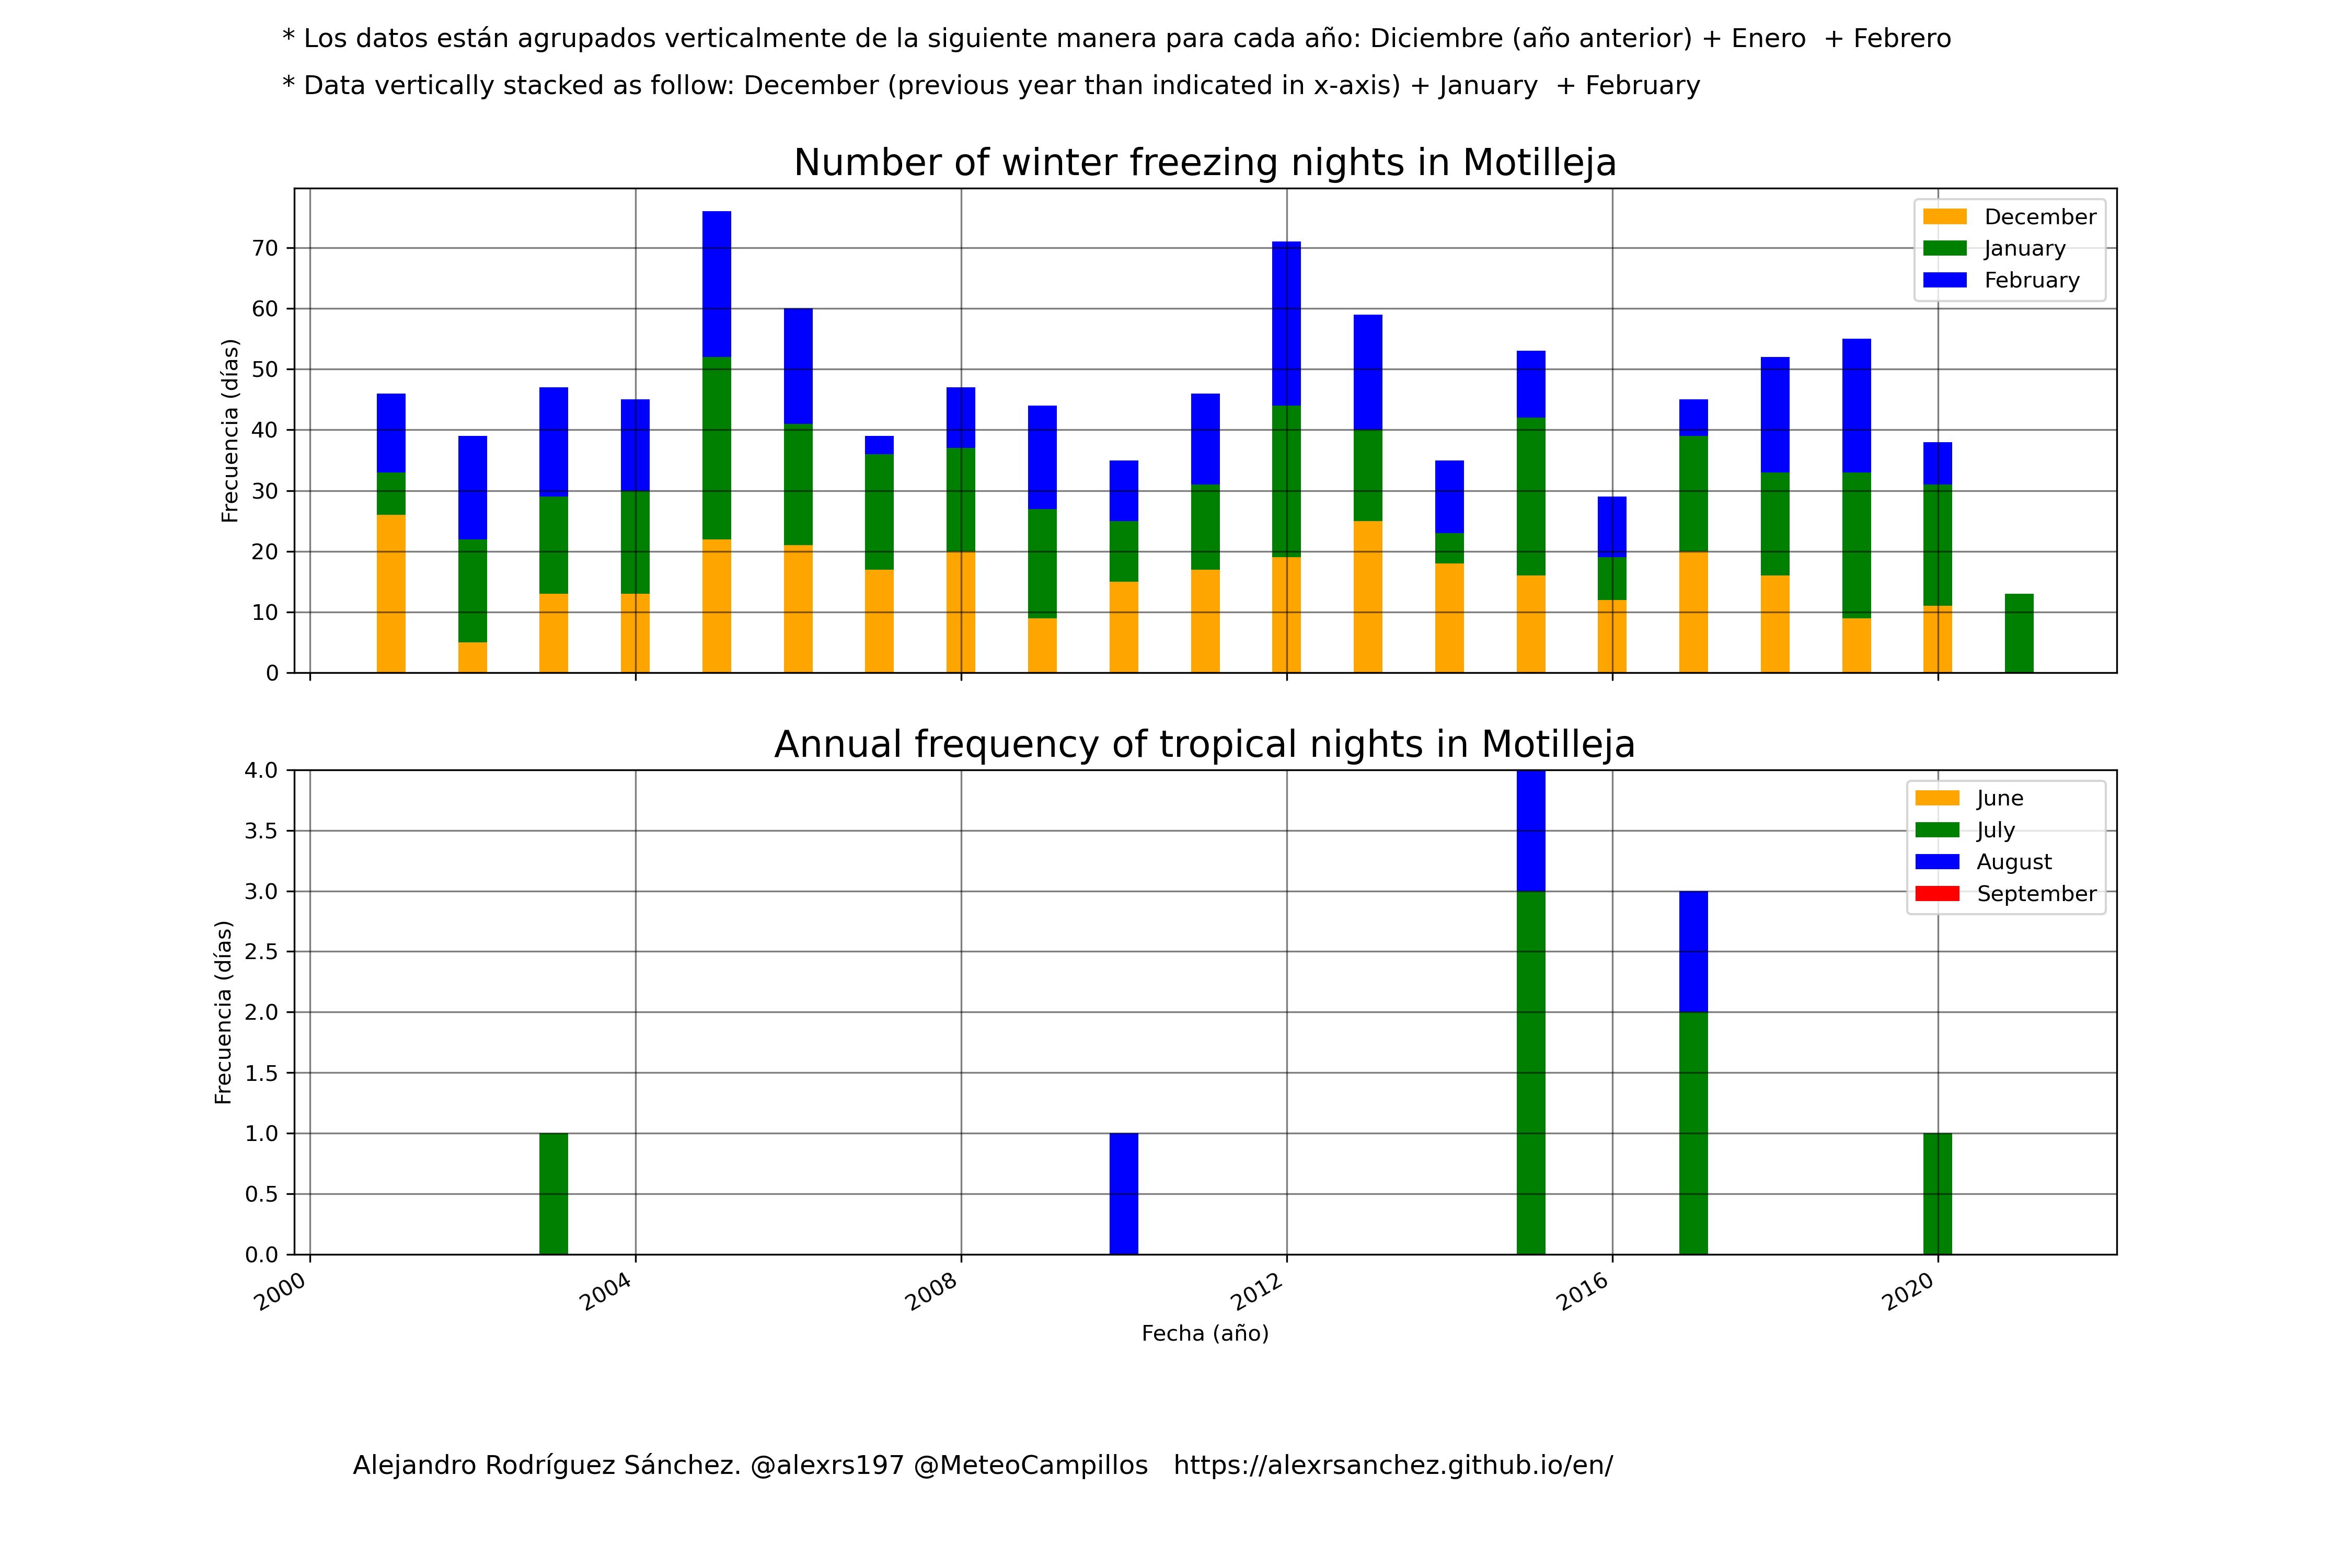 * Los datos están agrupados verticalmente de la siguiente manera para cada año: Diciembre (año anterior) + Enero  + Febrero
* Data vertically stacked as follow: December (previous year than indicated in x-axis) + January  + February
Number of winter freezing nights in Motilleja
70
60
50
40
30
20
10
0
Frecuencia (días)
December
January
February
Annual frequency of tropical nights in Motilleja
4.0
3.5
3.0
2.5
2.0
1.5
1.0
0.5
0.0
Frecuencia (días)
June
July
August
September
2000 2004 2008 2012 2016 2020
Fecha (año)
Alejandro Rodríguez Sánchez. @alexrs197 @MeteoCampillos   https://alexrsanchez.github.io/en/